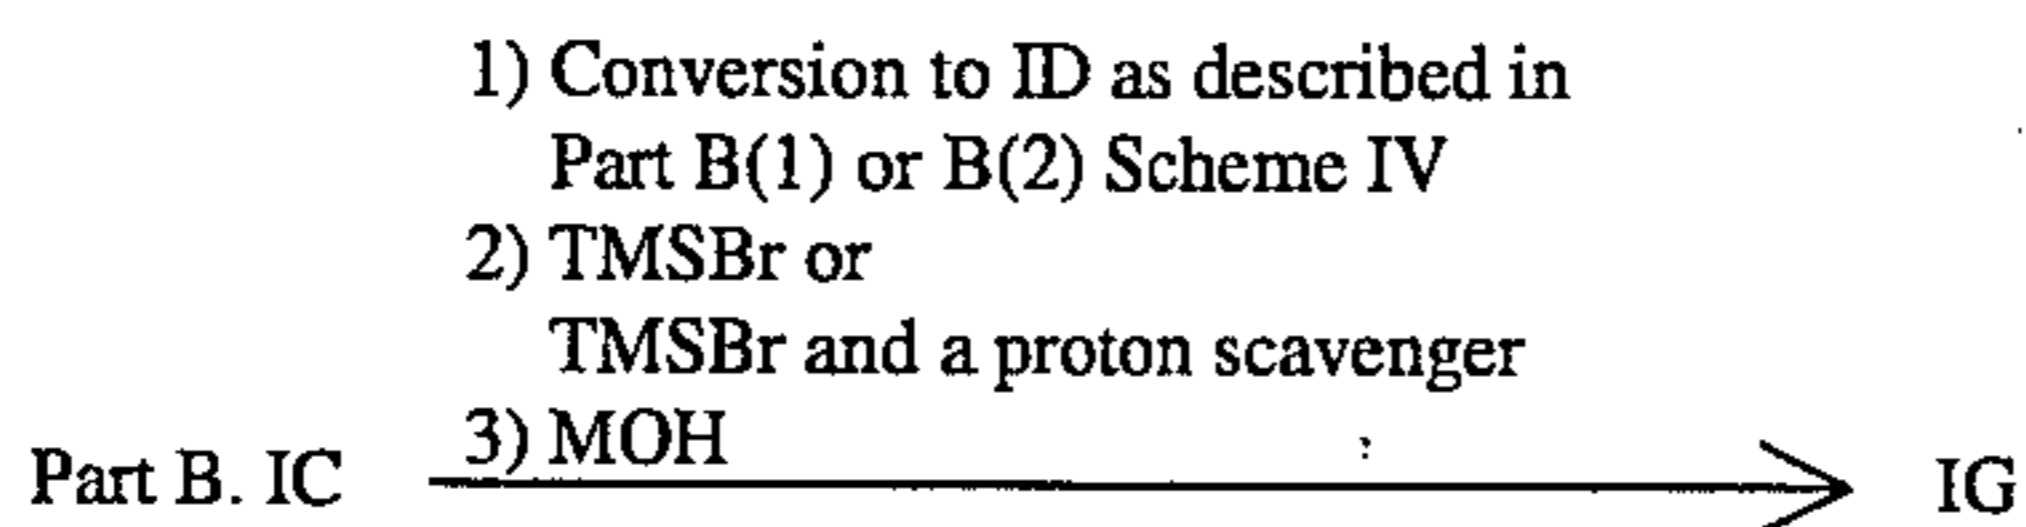 1) Conversion to ID as described in
Part B(1) or B(2) Scheme IV
2) TMSBr or
TMSBr and a proton scavenger
3) MOH
Part B. IC
IG